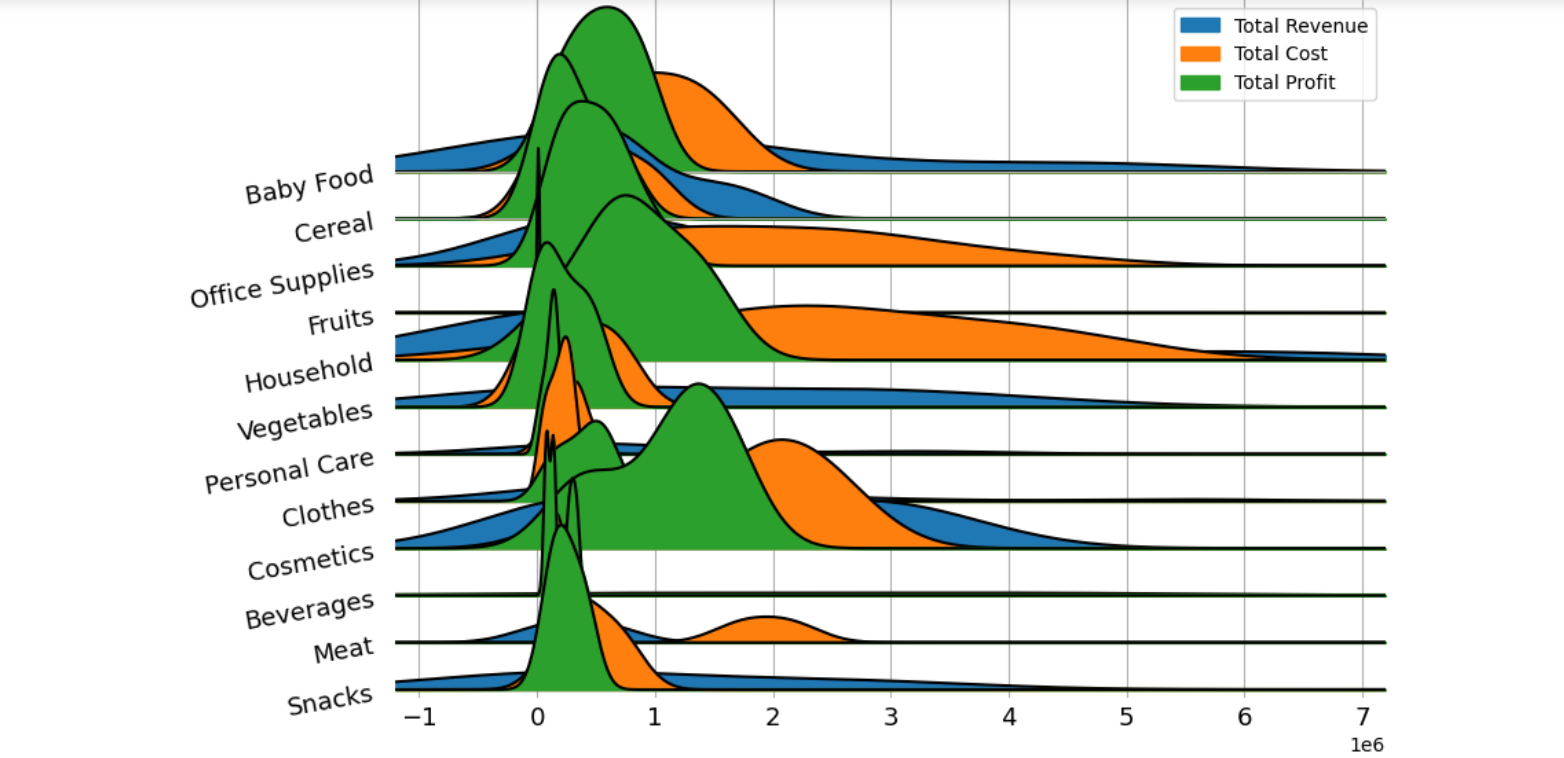 Total Revenue
Total Cost
Total Profit
Baby Food
Cereal
Office Supplies
Fruits
Household
Vegetables
Personal Care
Clothes
Cosmetics
Beverages
Meat
Snacks
−1 0 1 2 3 4 5 6 7
1e6